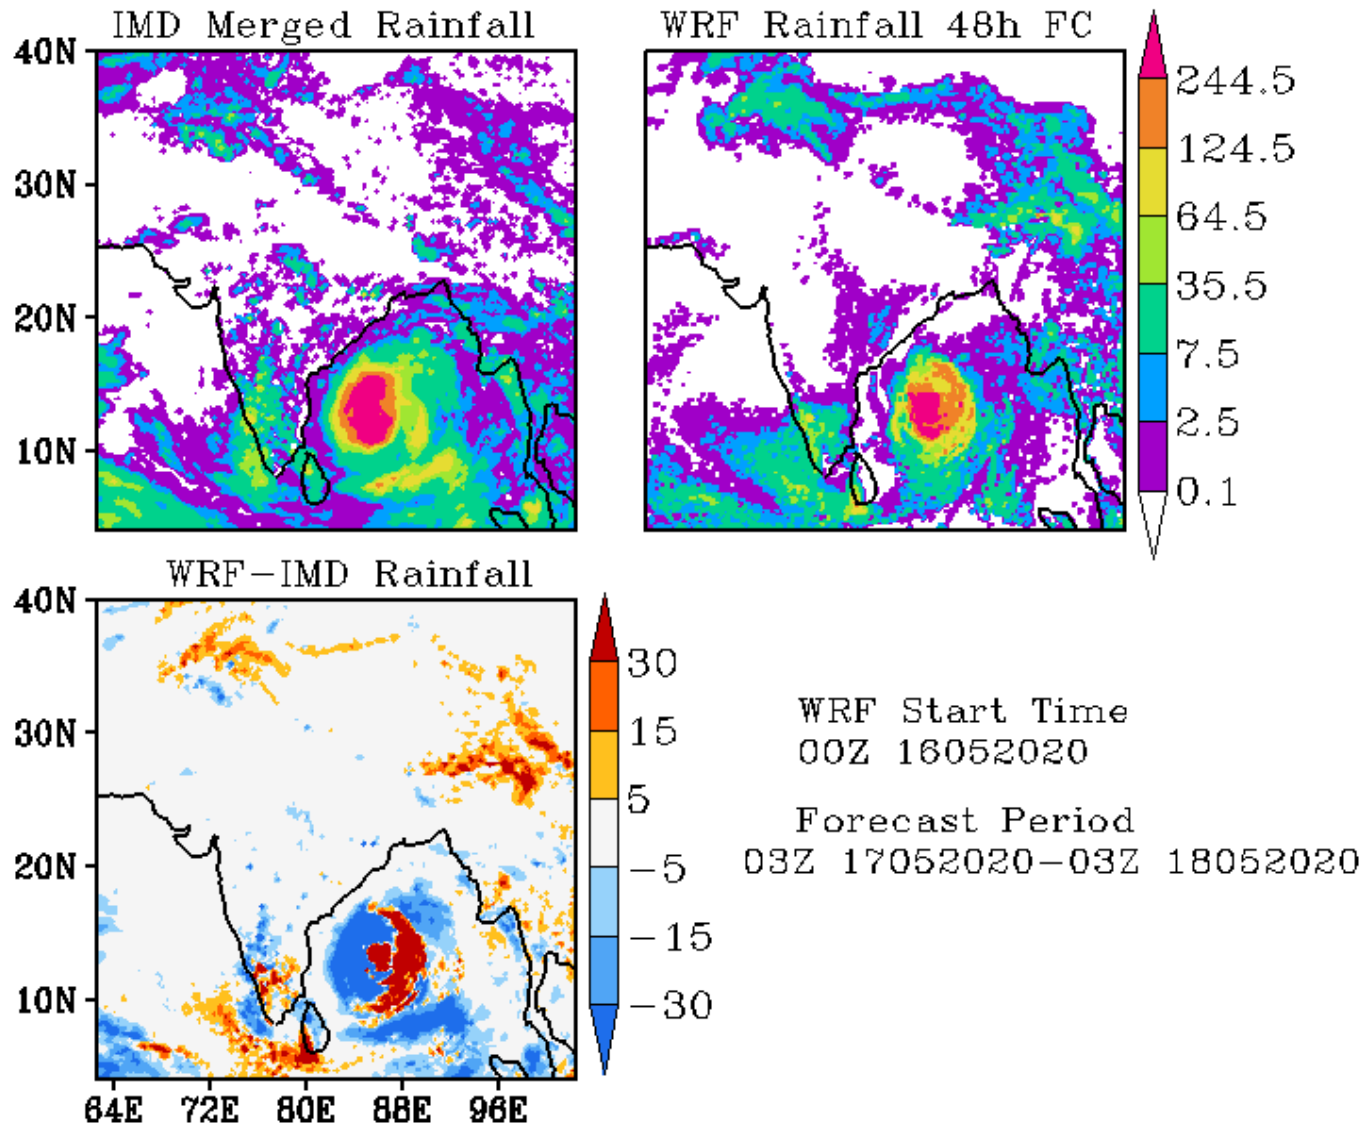 IMD Merged Rainfall
WRF Rainfall 48h FC
40N
30N
20N
10N
244.5
124.5
64.5
35.5
7.5
2.5
0.1
WRF-IMD Rainfall
40N
30N
20N
10N
64E 72E 80E 88E 96E
30
15
5
-5
-15
-30
WRF Start Time
00Z 16052020
Forecast Period
03Z 17052020-03Z 18052020